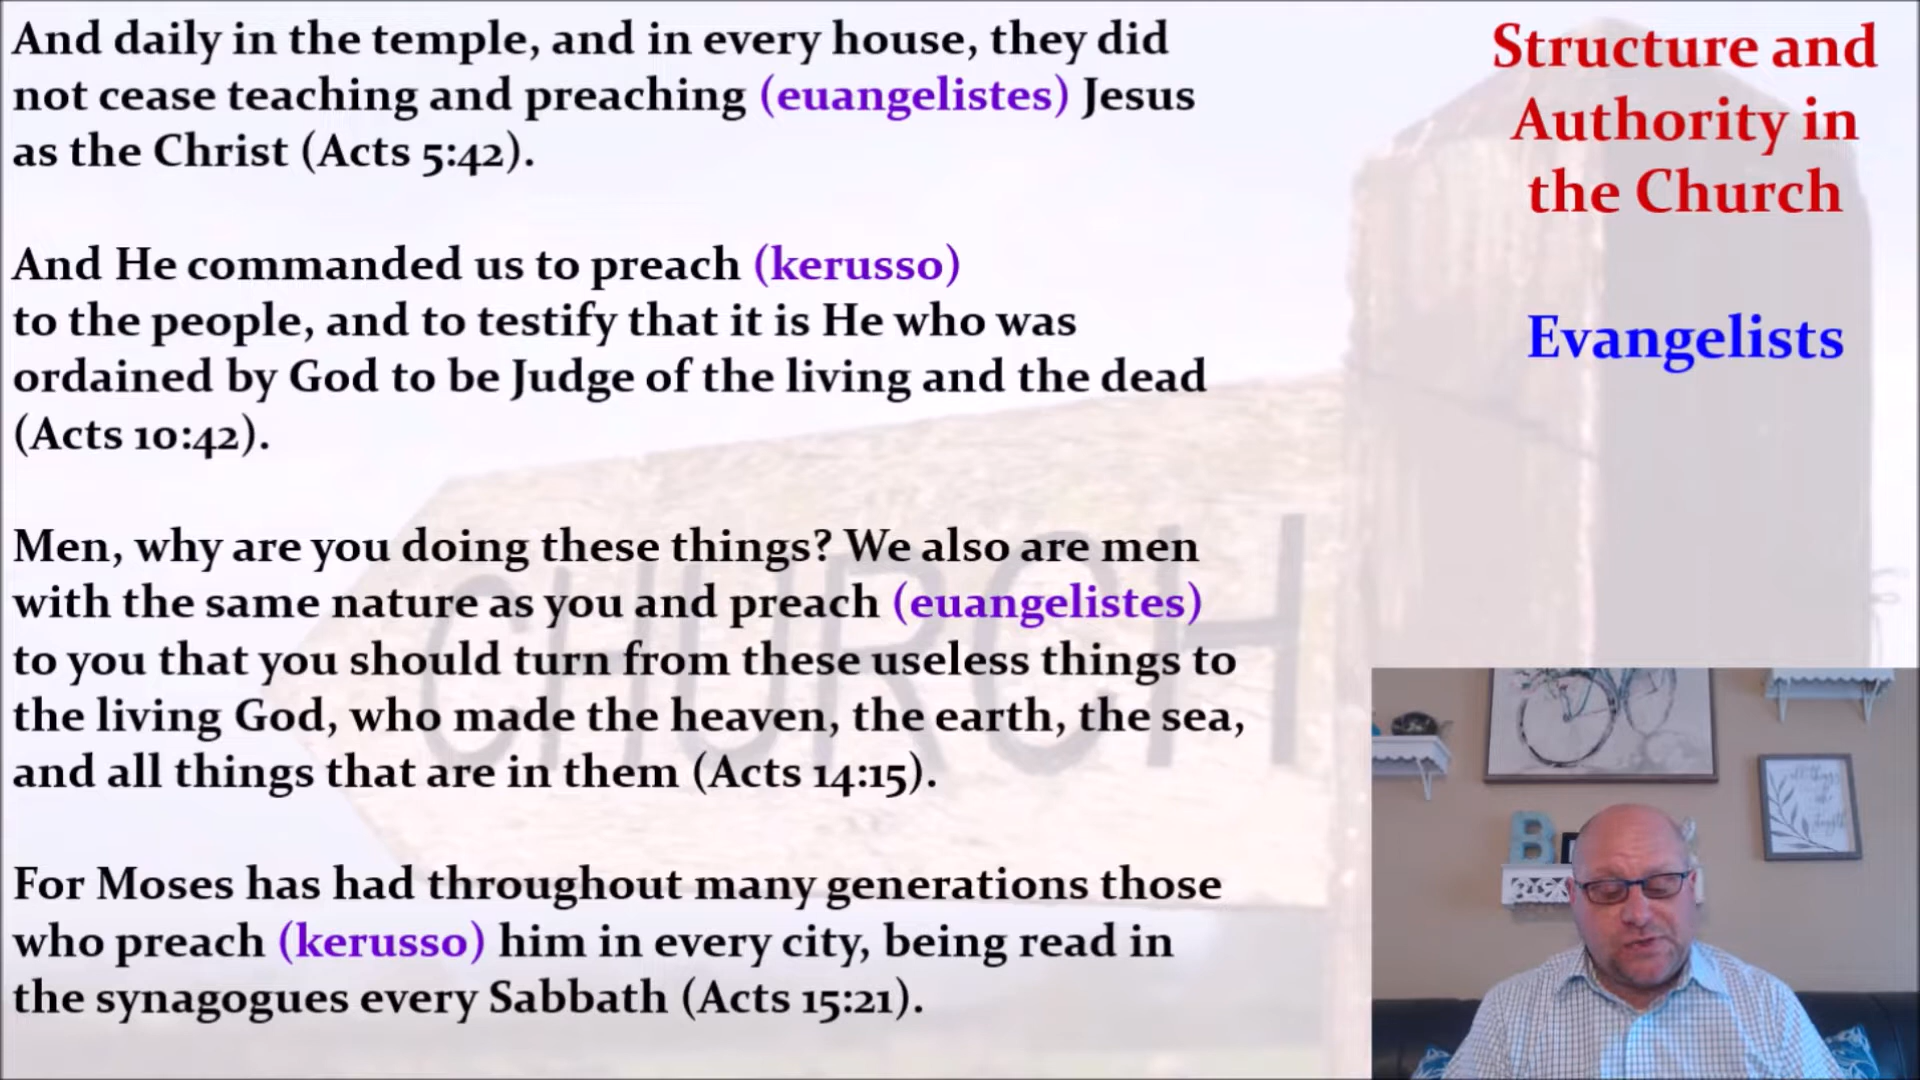 And daily in the temple, and in every house, they did
not cease teaching and preaching (euangelistes) Jesus
as the Christ (Acts 5:42).
And He commanded us to preach (kerusso)
to the people, and to testify that it is He who was
ordained by God to be Judge of the living and the dead
(Acts 10:42).
Men, why are you doing these things? We also are men
with the same nature as you and preach (euangelistes)
to you that you should turn from these useless things to
the living God, who made the heaven, the earth, the sea,
and all things that are in them (Acts 14:15).
For Moses has had throughout many generations those
who preach (kerusso) him in every city, being read in
the synagogues every Sabbath (Acts 15:21).
Structure and
Authority in
the Church
Evangelists
CHURCH
B
all things